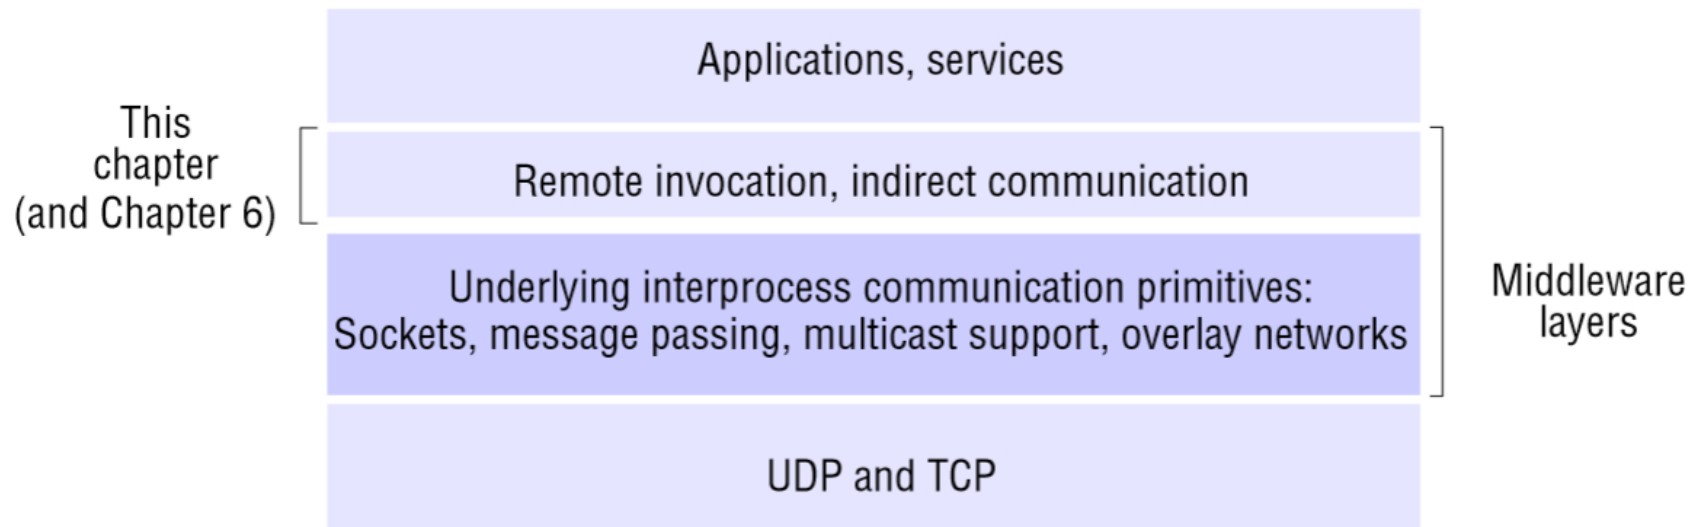 Applications, services
This
chapter
(and Chapter 6)
Remote invocation, indirect communication
Underlying interprocess communication primitives:
Sockets, message passing, multicast support, overlay networks
Middleware
layers
UDP and TCP